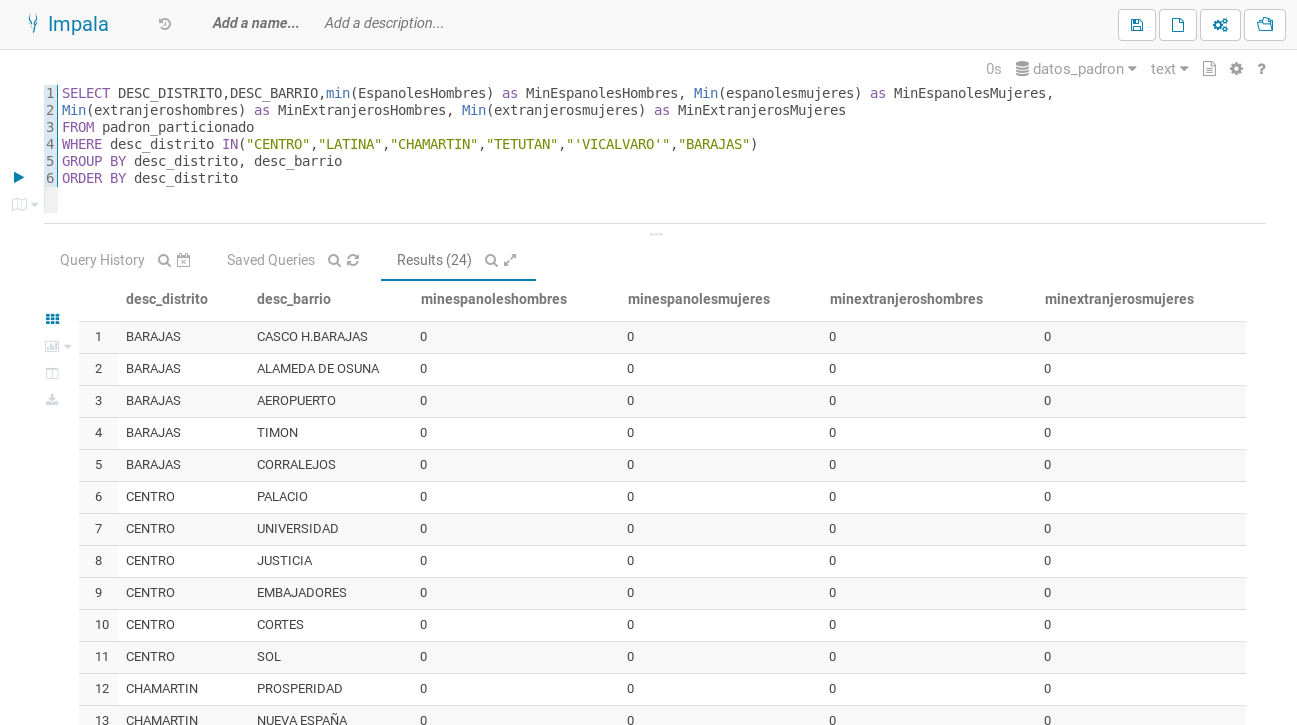 Impala Add a name... Add a description...
0s datos_padron text ?
1 SELECT DESC_DISTRITO,DESC_BARRIO,min(EspanolesHombres) as MinEspanolesHombres, Min(espanolesmujeres) as MinEspanolesMujeres,
2 Min(extranjeroshombres) as MinExtranjerosHombres, Min(extranjerosmujeres) as MinExtranjerosMujeres
3 FROM padron_particionado
4 WHERE desc_distrito IN("CENTRO","LATINA","CHAMARTIN","TETUTAN","'VICALVARO'","BARAJAS")
5 GROUP BY desc_distrito, desc_barrio
6 ORDER BY desc_distrito
Query History Saved Queries Results (24)
desc_distrito desc_barrio minespanoleshombres minespanolesmujeres minextranjeroshombres minextranjerosmujeres
1 BARAJAS CASCO H.BARAJAS 0 0 0 0
2 BARAJAS ALAMEDA DE OSUNA 0 0 0 0
3 BARAJAS AEROPUERTO 0 0 0 0
4 BARAJAS TIMON 0 0 0 0
5 BARAJAS CORRALEJOS 0 0 0 0
6 CENTRO PALACIO 0 0 0 0
7 CENTRO UNIVERSIDAD 0 0 0 0
8 CENTRO JUSTICIA 0 0 0 0
9 CENTRO EMBAJADORES 0 0 0 0
10 CENTRO CORTES 0 0 0 0
11 CENTRO SOL 0 0 0 0
12 CHAMARTIN PROSPERIDAD 0 0 0 0
13 CHAMARTIN NUEVA ESPAÑA 0 0 0 0